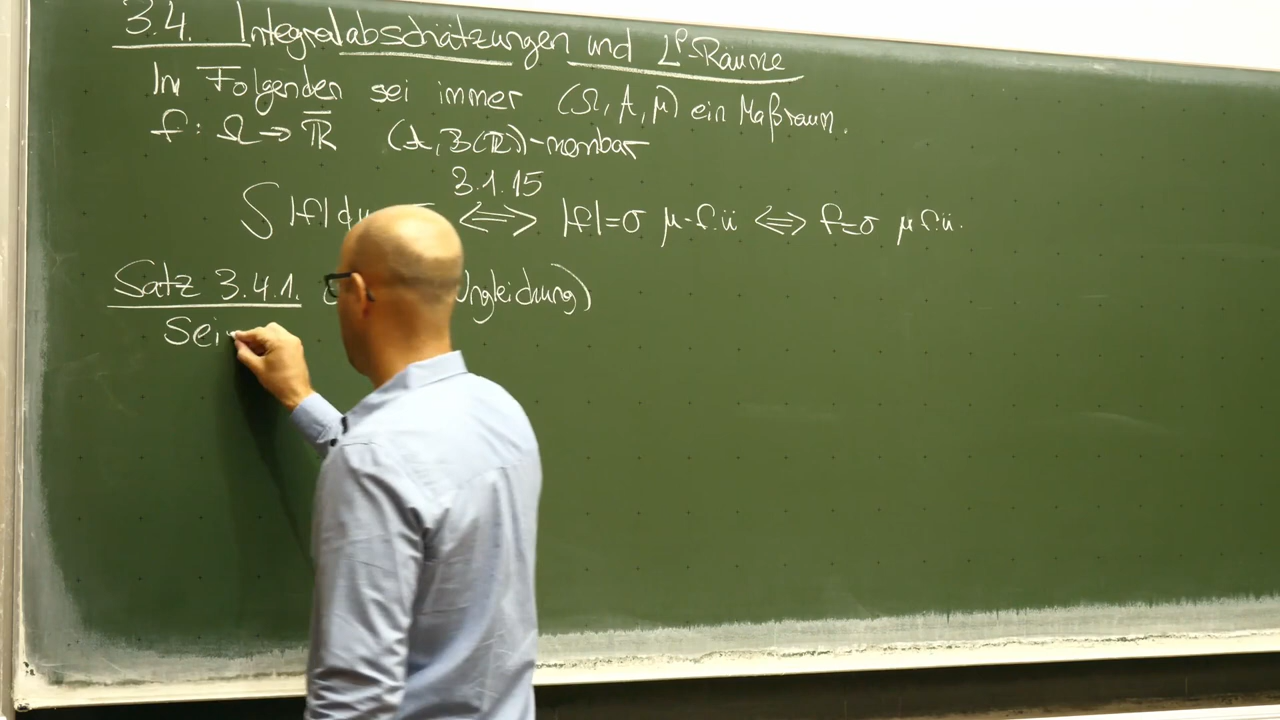 3.4. Integralabschätzungen und L^p-Räume
Im Folgenden sei immer (Ω, A, μ) ein Maßraum.
f: Ω → ℝ̅ (A, B(ℝ̅))-messbar
3.1.15
∫ |f| dμ ⟺ |f|=0 μ-f.ü ⟺ f=0 μ f.ü.
Satz 3.4.1. Ungleichung)
Sei